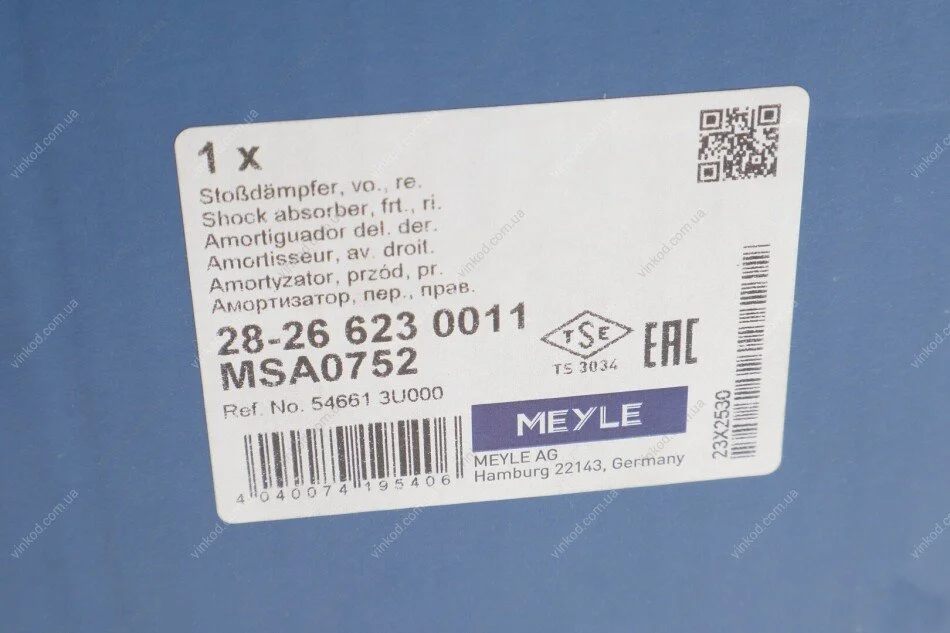 1 x
Stoßdämpfer, vo., re.
Shock absorber, frt., ri.
Amortiguador del. der.
Amortisseur, av. droit.
Amortyzator, przód, pr.
Амортизатор, пер., прав.
28-26 623 0011
MSA0752
Ref. No. 54661 3U000
4 040074 195406
TSE
TS 3034
EAC
MEYLE
MEYLE AG
Hamburg 22143, Germany
23X2530
vinkod.com.ua